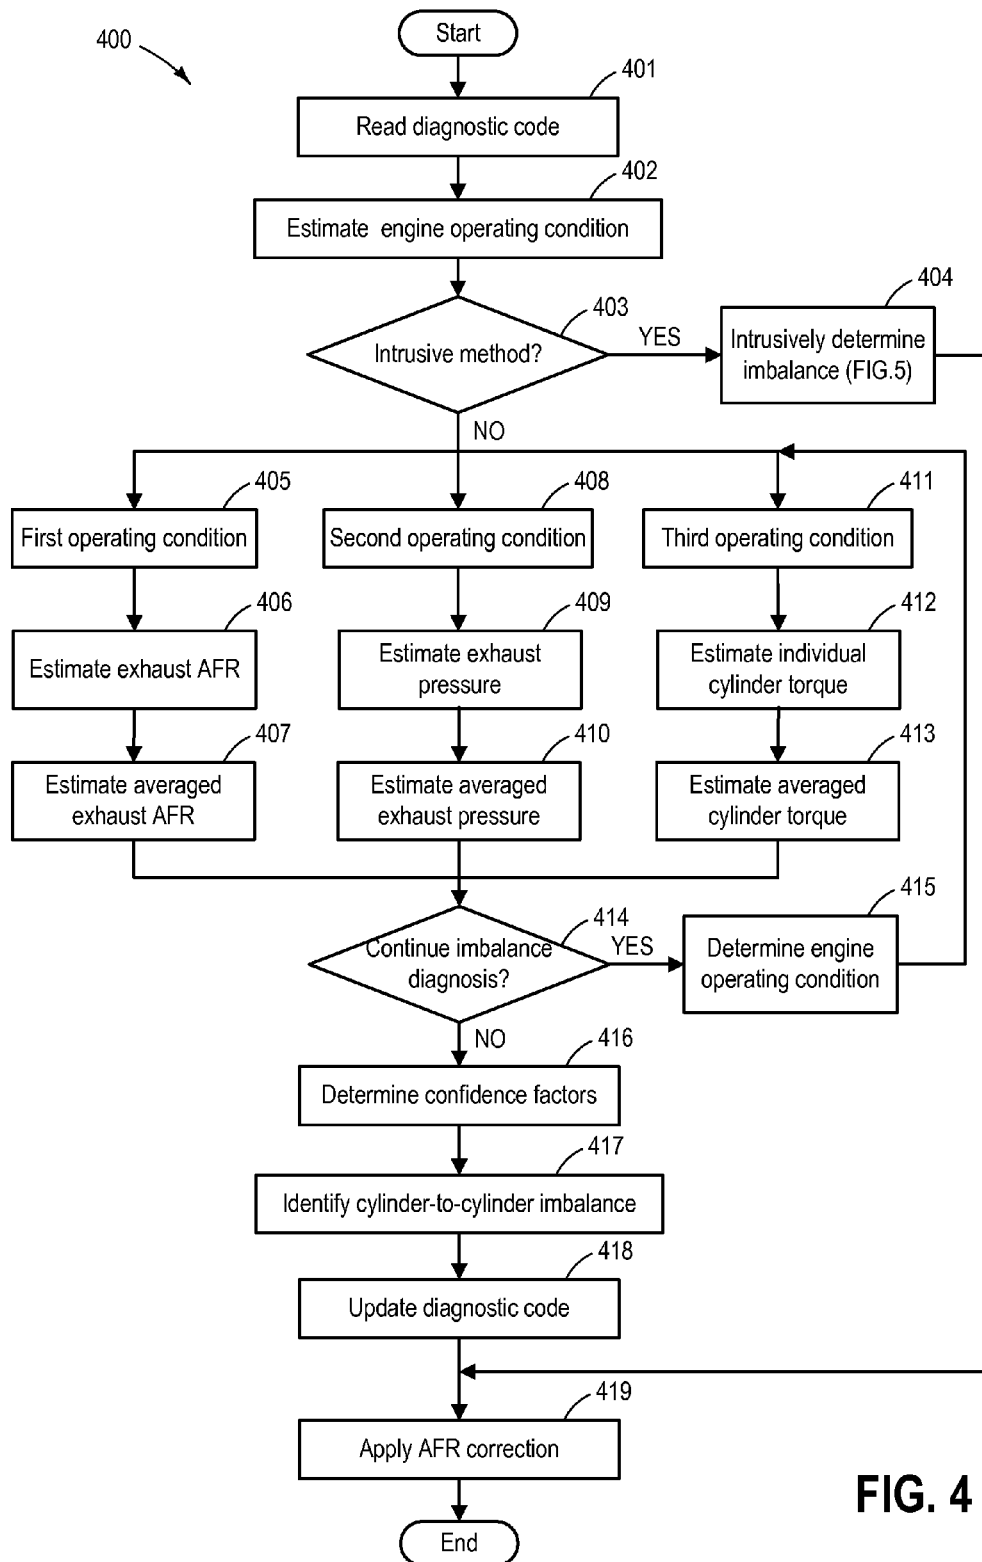 Start
400
401
Read diagnostic code
402
Estimate engine operating condition
403
Intrusive method?
YES
404
Intrusively determine
imbalance (FIG.5)
NO
405
First operating condition
408
Second operating condition
411
Third operating condition
406
Estimate exhaust AFR
409
Estimate exhaust
pressure
412
Estimate individual
cylinder torque
407
Estimate averaged
exhaust AFR
410
Estimate averaged
exhaust pressure
413
Estimate averaged
cylinder torque
414
Continue imbalance
diagnosis?
YES
415
Determine engine
operating condition
NO
416
Determine confidence factors
417
Identify cylinder-to-cylinder imbalance
418
Update diagnostic code
419
Apply AFR correction
End
FIG. 4